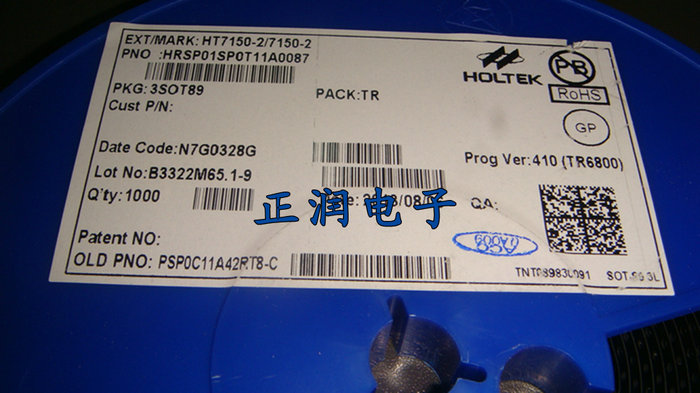 EXT/MARK: HT7150-2/7150-2
PNO :HRSP01SP0T11A0087
HOLTEK
Pb
RoHS
PKG: 3SOT89
PACK:TR
Cust P/N:
GP
Date Code: N7G0328G
Prog Ver: 410 (TR6800)
Lot No: B3322M65.1-9
Q'ty: 1000
正润电子
QA:
Patent NO:
OLD PNO: PSP0C11A42RT8-C